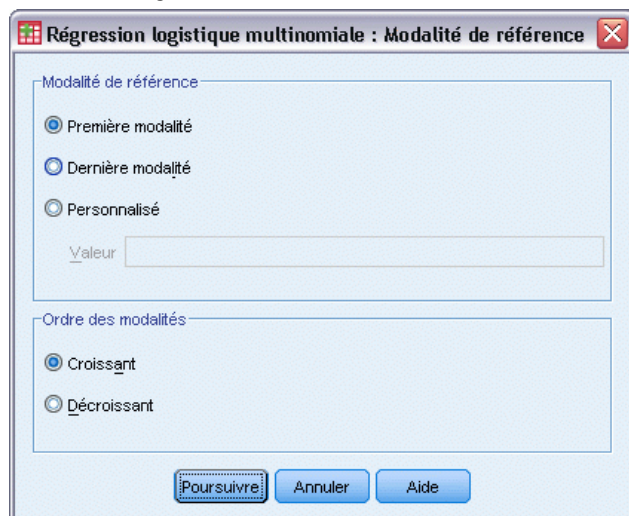 Régression logistique multinomiale : Modalité de référence
Modalité de référence
Première modalité
Dernière modalité
Personnalisé
Valeur
Ordre des modalités
Croissant
Décroissant
Poursuivre Annuler Aide